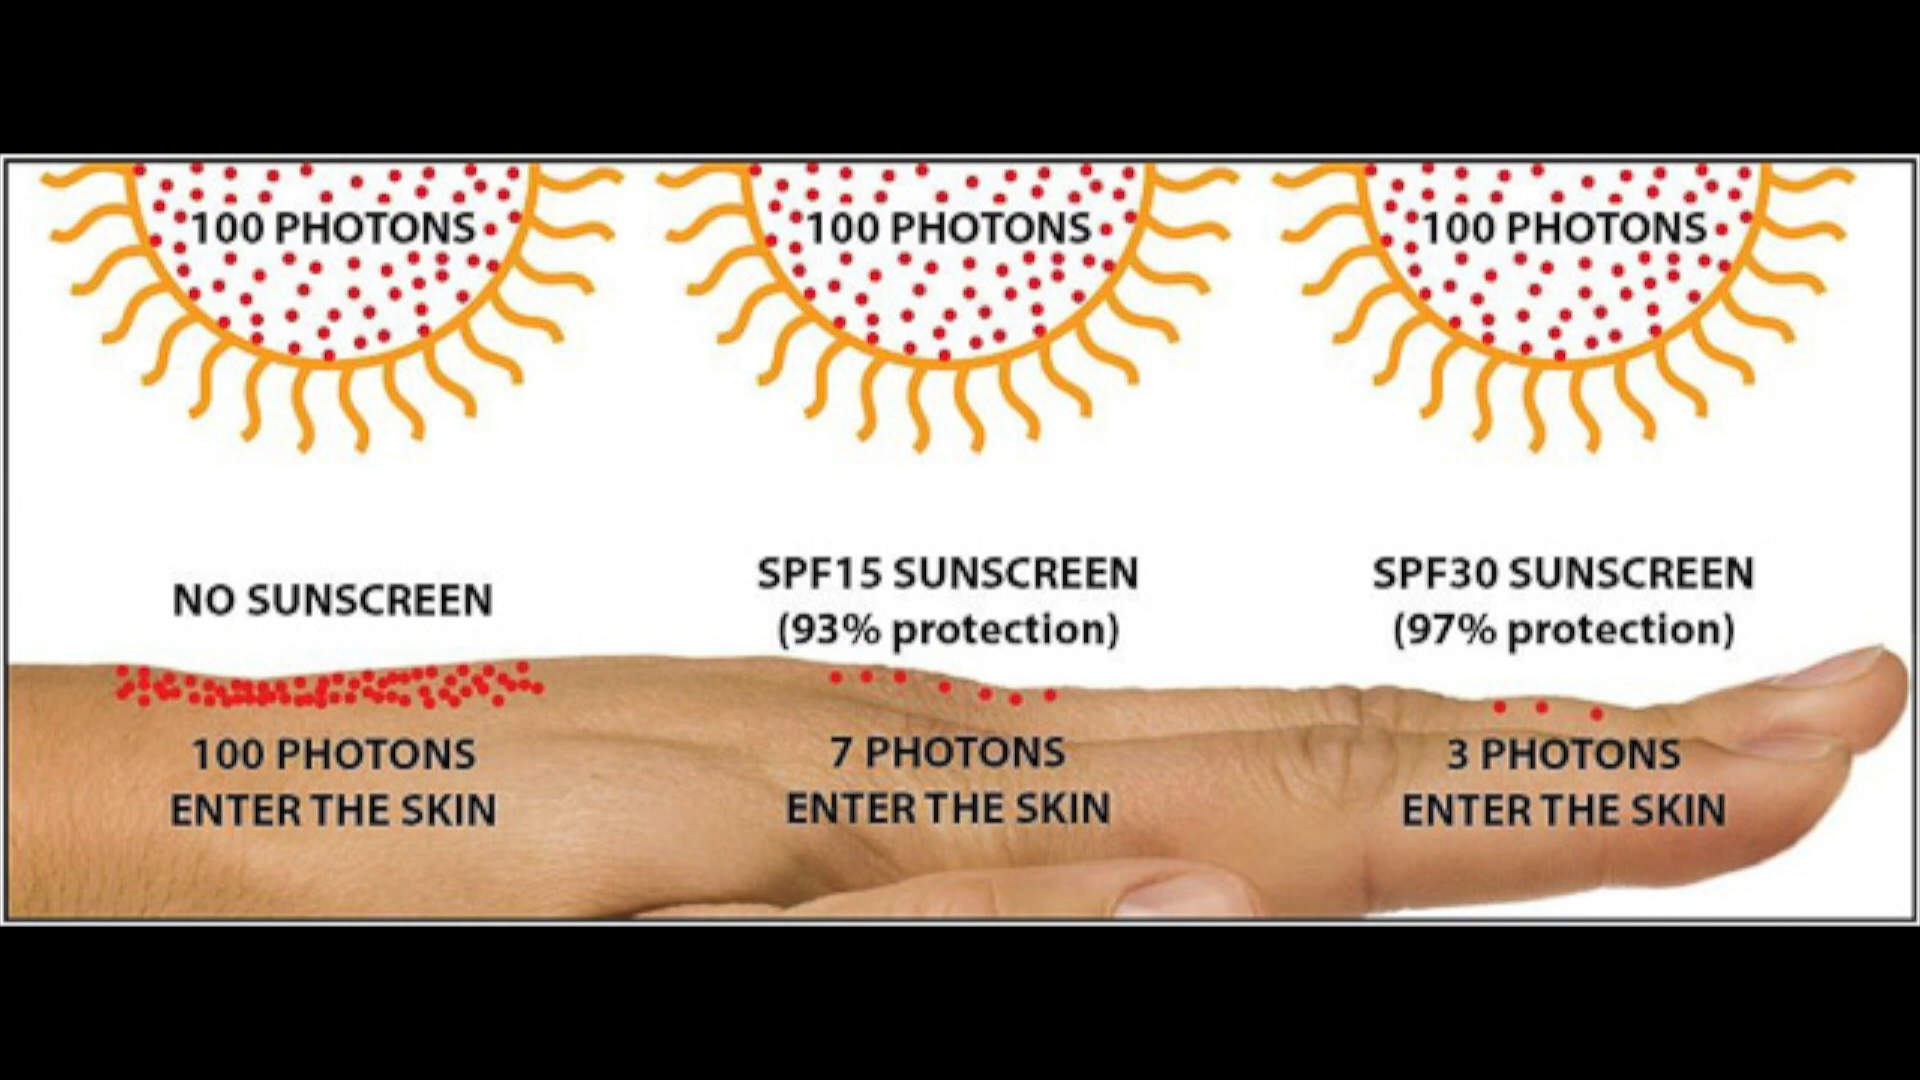 100 PHOTONS
100 PHOTONS
100 PHOTONS
NO SUNSCREEN
SPF15 SUNSCREEN
(93% protection)
SPF30 SUNSCREEN
(97% protection)
100 PHOTONS
ENTER THE SKIN
7 PHOTONS
ENTER THE SKIN
3 PHOTONS
ENTER THE SKIN